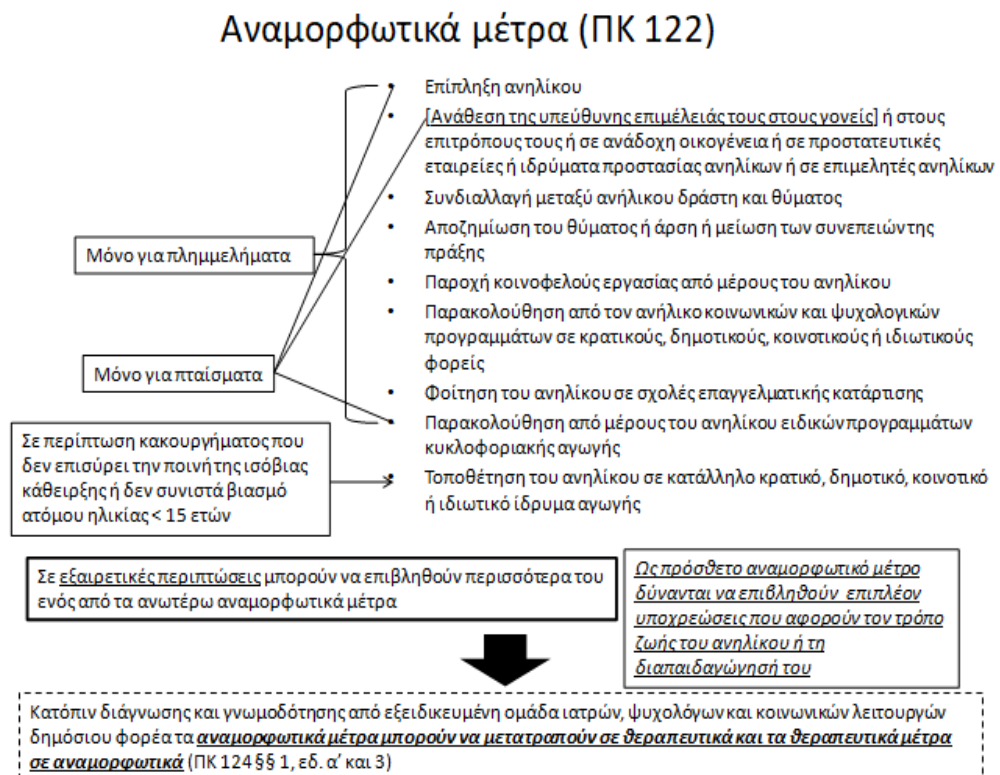 Αναμορφωτικά μέτρα (ΠΚ 122)
• Επίπληξη ανηλίκου
• [Ανάθεση της υπεύθυνης επιμέλειάς τους στους γονείς] ή στους
επιτρόπους τους ή σε ανάδοχη οικογένεια ή σε προστατευτικές
εταιρείες ή ιδρύματα προστασίας ανηλίκων ή σε επιμελητές ανηλίκων
• Συνδιαλλαγή μεταξύ ανήλικου δράστη και θύματος
• Αποζημίωση του θύματος ή άρση ή μείωση των συνεπειών της
πράξης
• Παροχή κοινοφελούς εργασίας από μέρους του ανηλίκου
• Παρακολούθηση από τον ανήλικο κοινωνικών και ψυχολογικών
προγραμμάτων σε κρατικούς, δημοτικούς, κοινοτικούς ή ιδιωτικούς
φορείς
• Φοίτηση του ανηλίκου σε σχολές επαγγελματικής κατάρτισης
• Παρακολούθηση από μέρους του ανηλίκου ειδικών προγραμμάτων
κυκλοφοριακής αγωγής
• Τοποθέτηση του ανηλίκου σε κατάλληλο κρατικό, δημοτικό, κοινοτικό
ή ιδιωτικό ίδρυμα αγωγής
Μόνο για πλημμελήματα
Μόνο για πταίσματα
Σε περίπτωση κακουργήματος που
δεν επισύρει την ποινή της ισόβιας
κάθειρξης ή δεν συνιστά βιασμό
ατόμου ηλικίας < 15 ετών
Σε εξαιρετικές περιπτώσεις μπορούν να επιβληθούν περισσότερα του
ενός από τα ανωτέρω αναμορφωτικά μέτρα
Ως πρόσθετο αναμορφωτικό μέτρο
δύνανται να επιβληθούν επιπλέον
υποχρεώσεις που αφορούν τον τρόπο
ζωής του ανηλίκου ή τη
διαπαιδαγώγησή του
Κατόπιν διάγνωσης και γνωμοδότησης από εξειδικευμένη ομάδα ιατρών, ψυχολόγων και κοινωνικών λειτουργών
δημόσιου φορέα τα αναμορφωτικά μέτρα μπορούν να μετατραπούν σε θεραπευτικά και τα θεραπευτικά μέτρα
σε αναμορφωτικά (ΠΚ 124 §§ 1, εδ. α’ και 3)